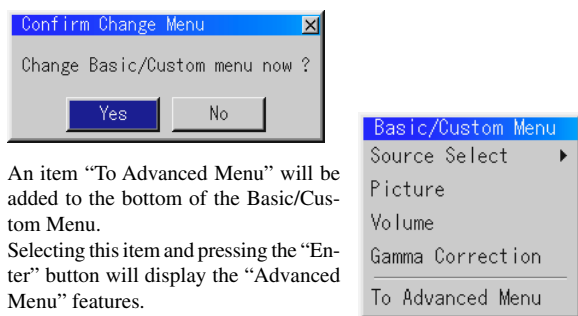 Confirm Change Menu
Change Basic/Custom menu now ?
Yes
No
An item “To Advanced Menu” will be
added to the bottom of the Basic/Cus-
tom Menu.
Selecting this item and pressing the “En-
ter” button will display the “Advanced
Menu” features.
Basic/Custom Menu
Source Select
Picture
Volume
Gamma Correction
To Advanced Menu